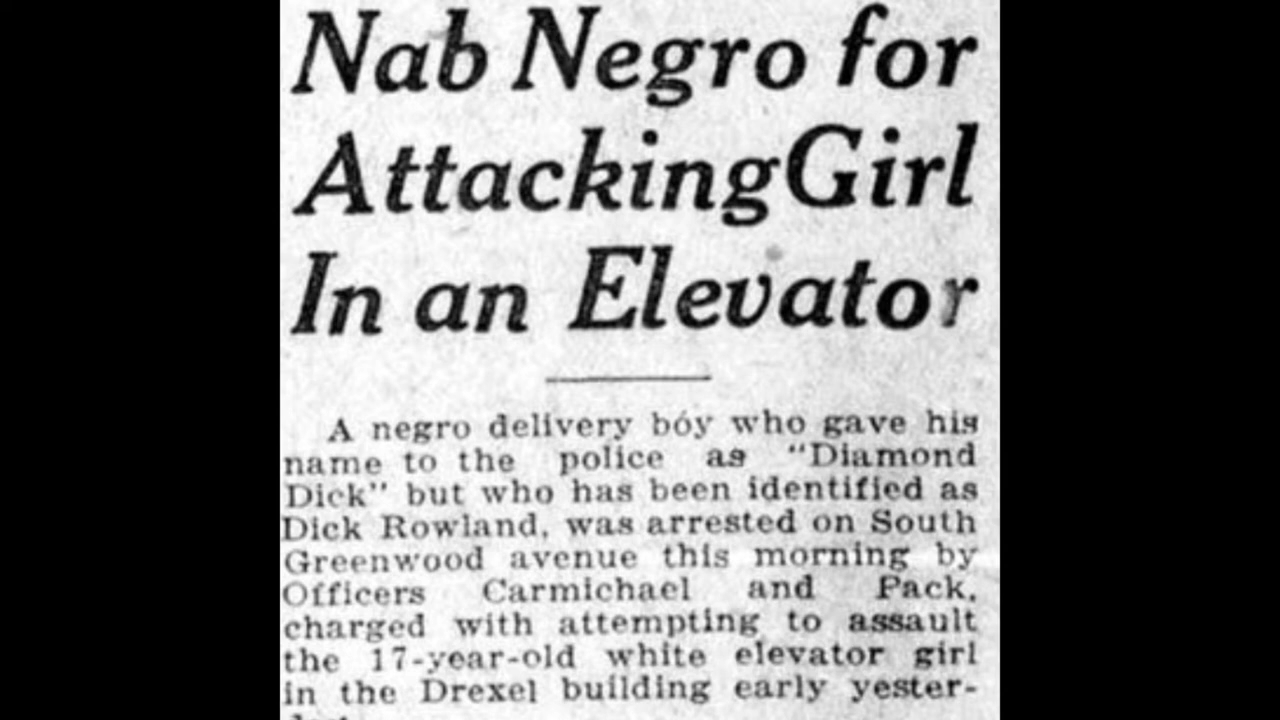 Nab Negro for
Attacking Girl
In an Elevator
A negro delivery boy who gave his
name to the police as "Diamond
Dick" but who has been identified as
Dick Rowland, was arrested on South
Greenwood avenue this morning by
Officers Carmichael and Pack,
charged with attempting to assault
the 17-year-old white elevator girl
in the Drexel building early yester-